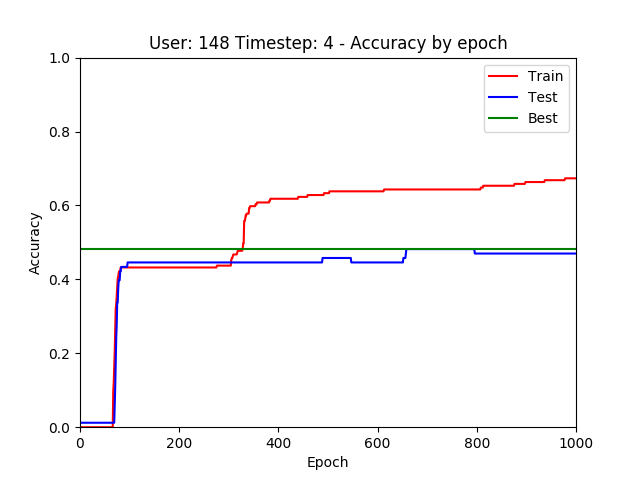 User: 148 Timestep: 4 - Accuracy by epoch
1.0
0.8
0.6
0.4
0.2
0.0
Accuracy
Train
Test
Best
0 200 400 600 800 1000
Epoch